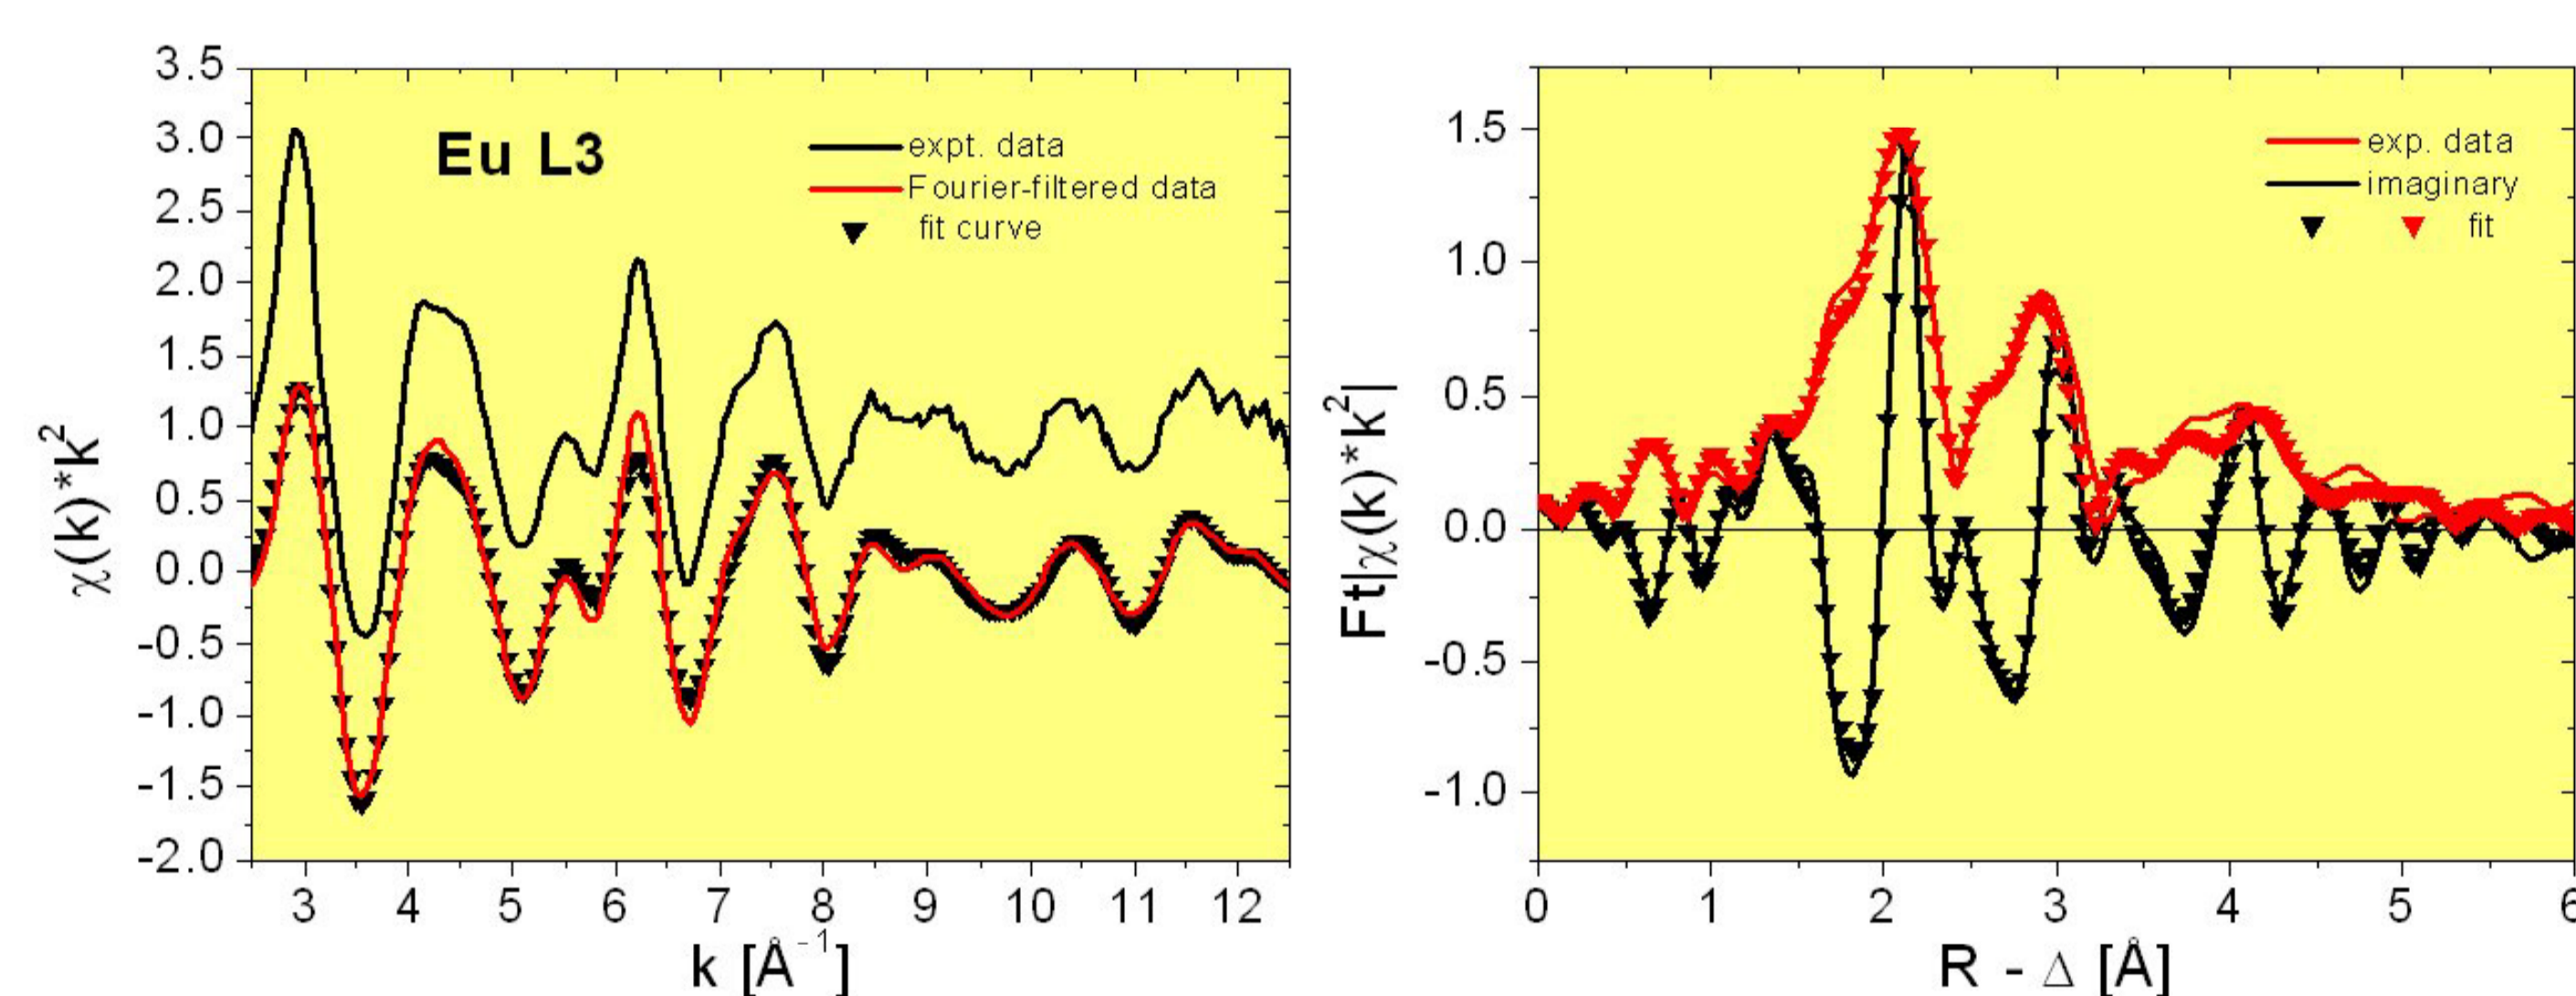 3.5
3.0
2.5
2.0
1.5
1.0
0.5
0.0
-0.5
-1.0
-1.5
-2.0
χ(k)*k²
Eu L3
expt. data
Fourier-filtered data
fit curve
3 4 5 6 7 8 9 10 11 12
k [Å⁻¹]
1.5
1.0
0.5
0.0
-0.5
-1.0
Ft|χ(k)*k²|
exp. data
imaginary
fit
0 1 2 3 4 5 6
R - Δ [Å]